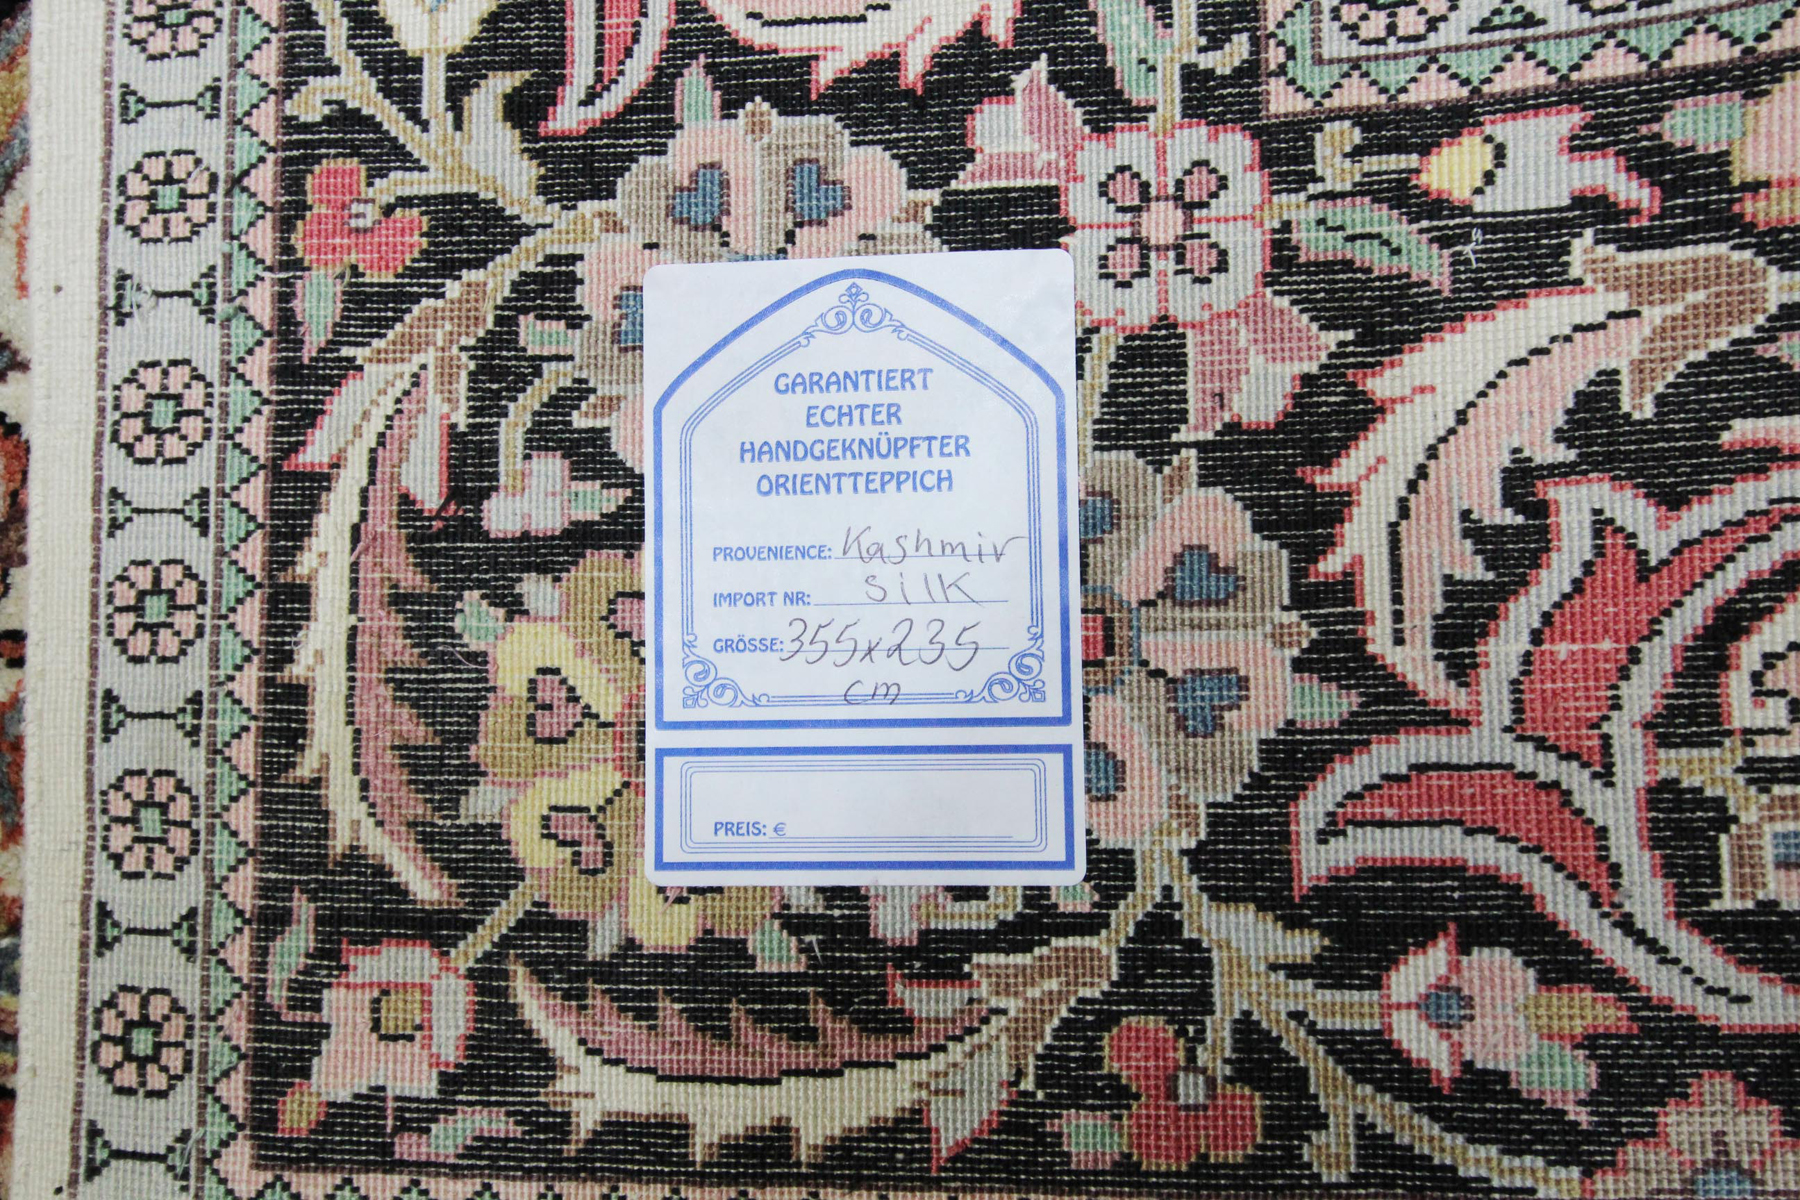 GARANTIERT
ECHTER
HANDGEKNÜPFTER
ORIENTTEPPICH
PROVENIENCE: Kashmir
IMPORT NR: Silk
GRÖSSE: 355x235
cm
PREIS: €